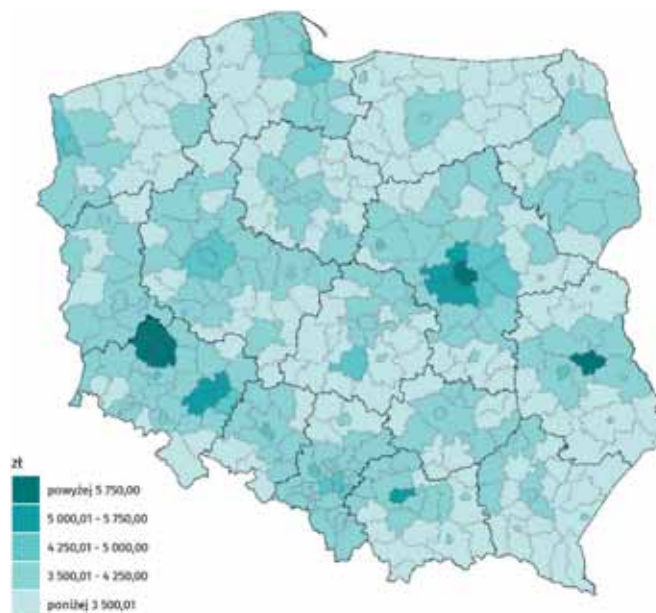 zł
powyżej 5 750,00
5 000,01 - 5 750,00
4 250,01 - 5 000,00
3 500,01 - 4 250,00
poniżej 3 500,01